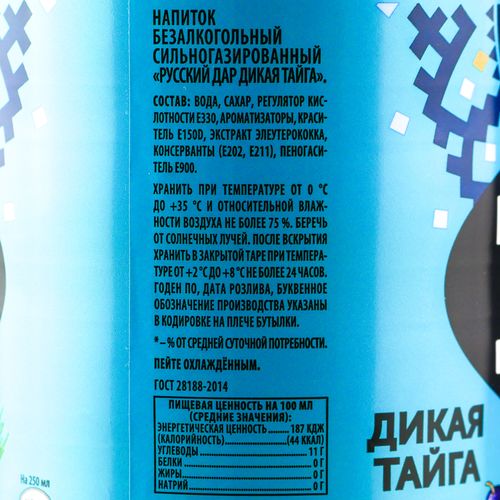 НАПИТОК
БЕЗАЛКОГОЛЬНЫЙ
СИЛЬНОГАЗИРОВАННЫЙ
«РУССКИЙ ДАР ДИКАЯ ТАЙГА».
СОСТАВ: ВОДА, САХАР, РЕГУЛЯТОР КИС-
ЛОТНОСТИ Е330, АРОМАТИЗАТОРЫ, КРАСИ-
ТЕЛЬ Е150D, ЭКСТРАКТ ЭЛЕУТЕРОКОККА,
КОНСЕРВАНТЫ (Е202, Е211), ПЕНОГАСИ-
ТЕЛЬ Е900.
ХРАНИТЬ ПРИ ТЕМПЕРАТУРЕ ОТ 0 °С
ДО +35 °С И ОТНОСИТЕЛЬНОЙ ВЛАЖ-
НОСТИ ВОЗДУХА НЕ БОЛЕЕ 75 %. БЕРЕЧЬ
ОТ СОЛНЕЧНЫХ ЛУЧЕЙ. ПОСЛЕ ВСКРЫТИЯ
ХРАНИТЬ В ЗАКРЫТОЙ ТАРЕ ПРИ ТЕМПЕРА-
ТУРЕ ОТ +2 °С ДО +8 °С НЕ БОЛЕЕ 24 ЧАСОВ.
ГОДЕН ПО, ДАТА РОЗЛИВА, БУКВЕННОЕ
ОБОЗНАЧЕНИЕ ПРОИЗВОДСТВА УКАЗАНЫ
В КОДИРОВКЕ НА ПЛЕЧЕ БУТЫЛКИ.
* – % ОТ СРЕДНЕЙ СУТОЧНОЙ ПОТРЕБНОСТИ.
ПЕЙТЕ ОХЛАЖДЁННЫМ.
ГОСТ 28188-2014
ПИЩЕВАЯ ЦЕННОСТЬ НА 100 МЛ
(СРЕДНИЕ ЗНАЧЕНИЯ):
ЭНЕРГЕТИЧЕСКАЯ ЦЕННОСТЬ ...... 187 КДЖ
(КАЛОРИЙНОСТЬ) ...... (44 ККАЛ)
УГЛЕВОДЫ ...... 11 Г
БЕЛКИ ...... 0 Г
ЖИРЫ ...... 0 Г
НАТРИЙ ...... 0 Г
ДИКАЯ
ТАЙГА
На 250 мл